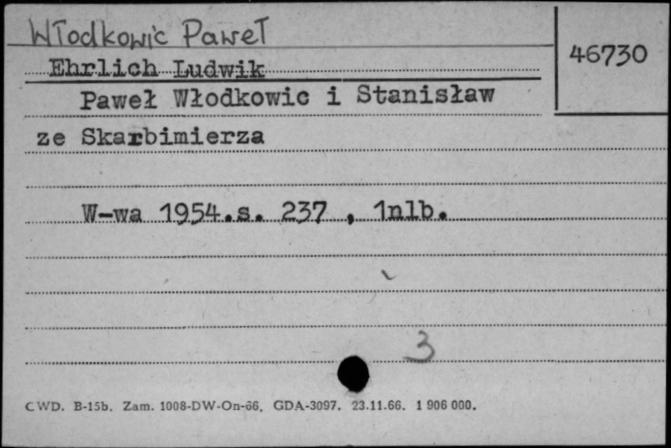 Włodkowic Paweł
46730
Ehrlich Ludwik
Paweł Włodkowic i Stanisław
ze Skarbimierza
W-wa 1954.s. 237 , 1nlb.
3
CWD. B-15b. Zam. 1008-DW-On-66. GDA-3097. 23.11.66. 1 906 000.